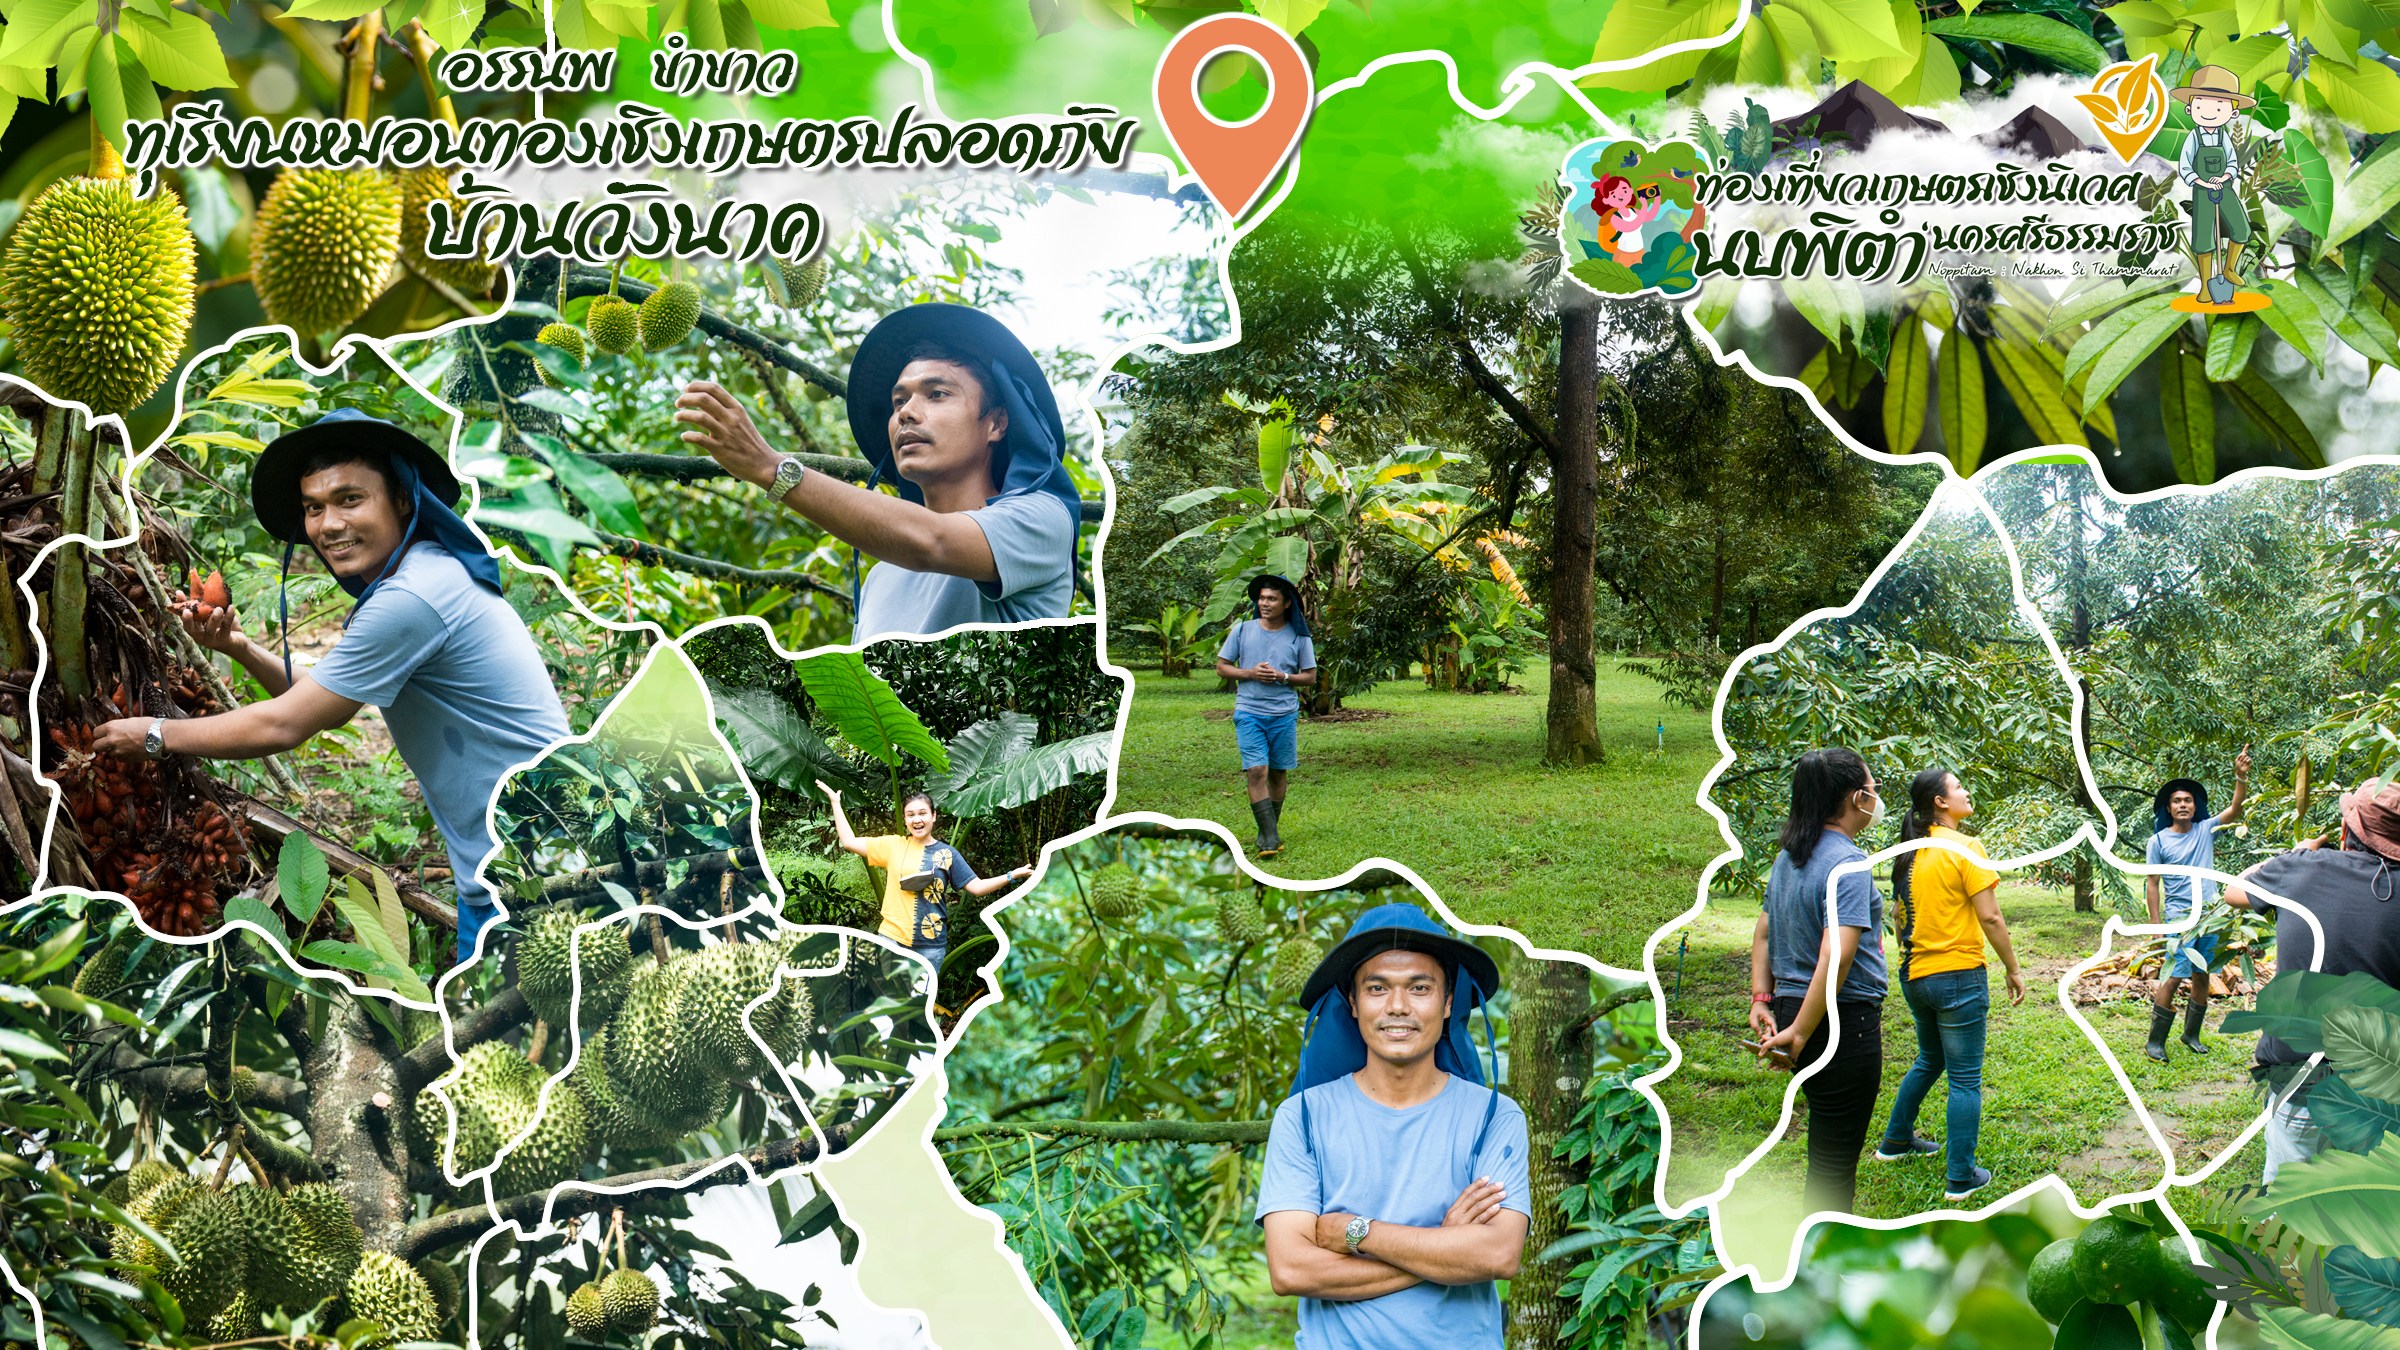 อรรนพ ขำขาว
ทุเรียนหมอนทองเชิงเกษตรปลอดภัย
บ้านวังนาค
ท่องเที่ยวเกษตรเชิงนิเวศ
นบพิตำ นครศรีธรรมราช
Noppitam : Nakhon Si Thammarat